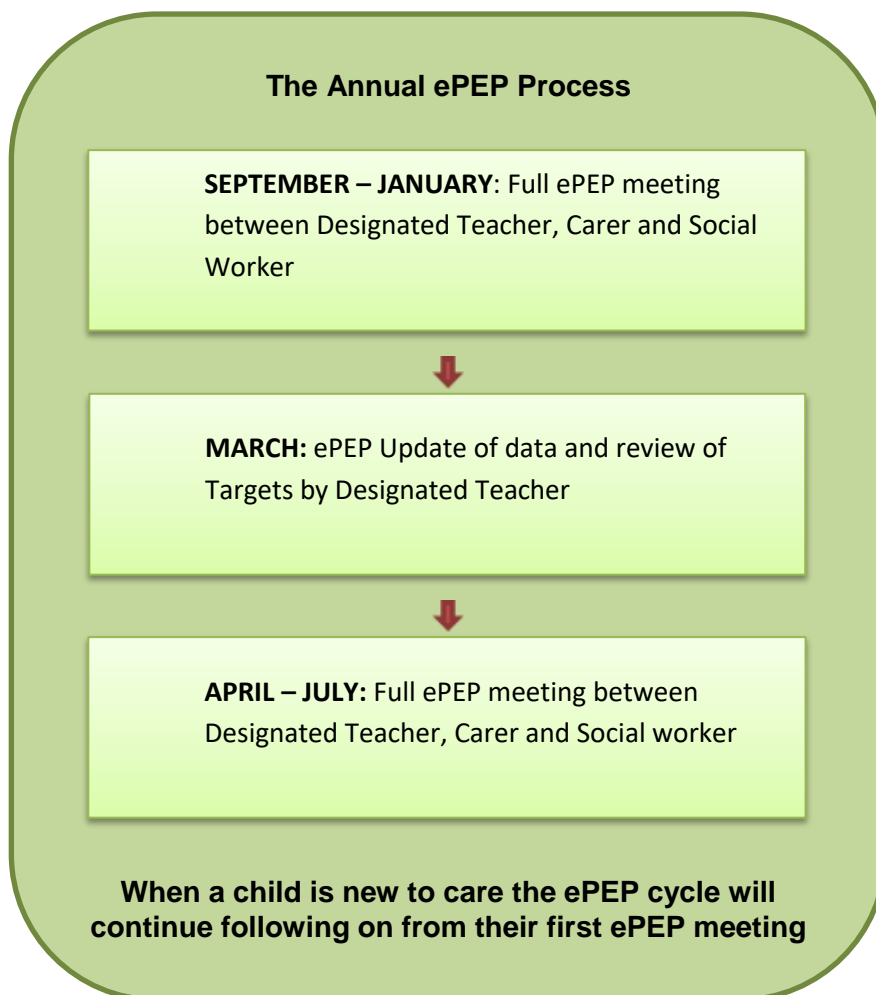 The Annual ePEP Process
SEPTEMBER – JANUARY: Full ePEP meeting
between Designated Teacher, Carer and Social
Worker
MARCH: ePEP Update of data and review of
Targets by Designated Teacher
APRIL – JULY: Full ePEP meeting between
Designated Teacher, Carer and Social worker
When a child is new to care the ePEP cycle will
continue following on from their first ePEP meeting